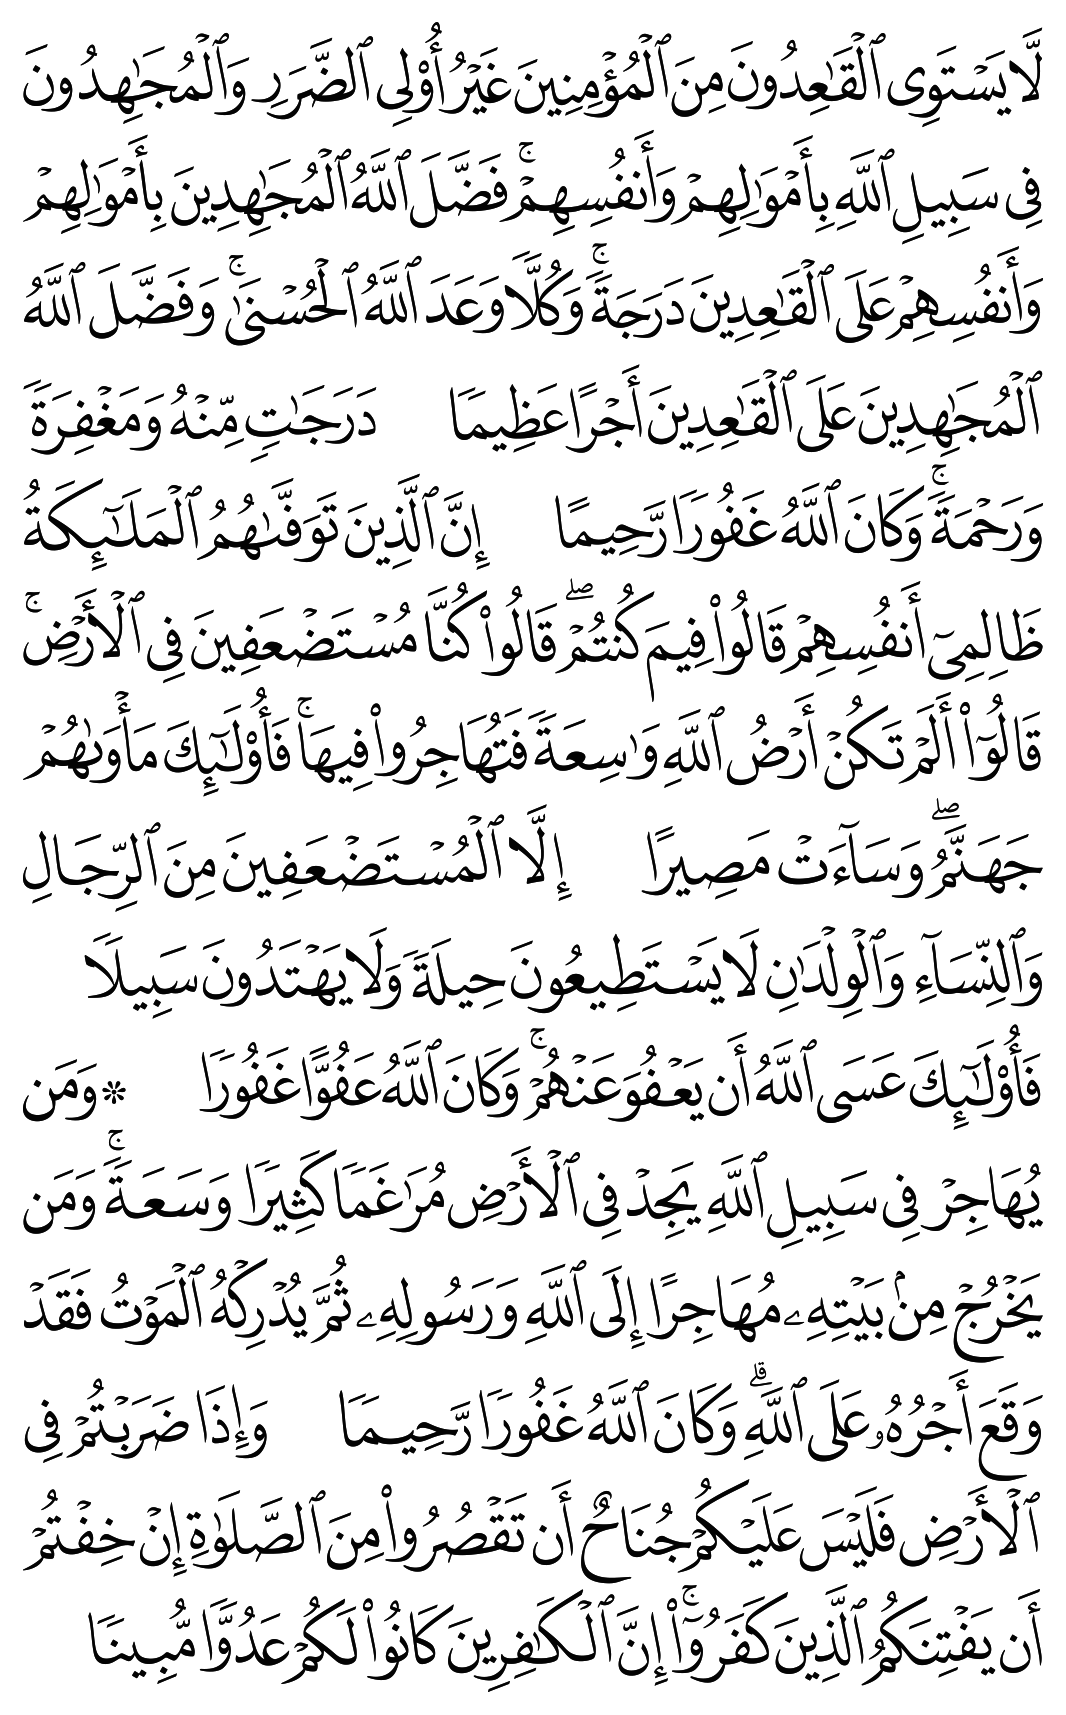 لَّا يَسْتَوِى ٱلْقَٰعِدُونَ مِنَ ٱلْمُؤْمِنِينَ غَيْرُ أُو۟لِى ٱلضَّرَرِ وَٱلْمُجَٰهِدُونَ
فِى سَبِيلِ ٱللَّهِ بِأَمْوَٰلِهِمْ وَأَنفُسِهِمْ ۚ فَضَّلَ ٱللَّهُ ٱلْمُجَٰهِدِينَ بِأَمْوَٰلِهِمْ
وَأَنفُسِهِمْ عَلَى ٱلْقَٰعِدِينَ دَرَجَةً ۚ وَكُلًّا وَعَدَ ٱللَّهُ ٱلْحُسْنَىٰ ۚ وَفَضَّلَ ٱللَّهُ
ٱلْمُجَٰهِدِينَ عَلَى ٱلْقَٰعِدِينَ أَجْرًا عَظِيمًا دَرَجَٰتٍ مِّنْهُ وَمَغْفِرَةً
وَرَحْمَةً ۚ وَكَانَ ٱللَّهُ غَفُورًا رَّحِيمًا إِنَّ ٱلَّذِينَ تَوَفَّىٰهُمُ ٱلْمَلَٰٓئِكَةُ
ظَالِمِىٓ أَنفُسِهِمْ قَالُوا۟ فِيمَ كُنتُمْ ۖ قَالُوا۟ كُنَّا مُسْتَضْعَفِينَ فِى ٱلْأَرْضِ ۚ
قَالُوٓا۟ أَلَمْ تَكُنْ أَرْضُ ٱللَّهِ وَٰسِعَةً فَتُهَاجِرُوا۟ فِيهَا ۚ فَأُو۟لَٰٓئِكَ مَأْوَىٰهُمْ
جَهَنَّمُ ۖ وَسَآءَتْ مَصِيرًا إِلَّا ٱلْمُسْتَضْعَفِينَ مِنَ ٱلرِّجَالِ
وَٱلنِّسَآءِ وَٱلْوِلْدَٰنِ لَا يَسْتَطِيعُونَ حِيلَةً وَلَا يَهْتَدُونَ سَبِيلًا
فَأُو۟لَٰٓئِكَ عَسَى ٱللَّهُ أَن يَعْفُوَ عَنْهُمْ ۚ وَكَانَ ٱللَّهُ عَفُوًّا غَفُورًا ۞ وَمَن
يُهَاجِرْ فِى سَبِيلِ ٱللَّهِ يَجِدْ فِى ٱلْأَرْضِ مُرَٰغَمًا كَثِيرًا وَسَعَةً ۚ وَمَن
يَخْرُجْ مِنۢ بَيْتِهِۦ مُهَاجِرًا إِلَى ٱللَّهِ وَرَسُولِهِۦ ثُمَّ يُدْرِكْهُ ٱلْمَوْتُ فَقَدْ
وَقَعَ أَجْرُهُۥ عَلَى ٱللَّهِ ۗ وَكَانَ ٱللَّهُ غَفُورًا رَّحِيمًا وَإِذَا ضَرَبْتُمْ فِى
ٱلْأَرْضِ فَلَيْسَ عَلَيْكُمْ جُنَاحٌ أَن تَقْصُرُوا۟ مِنَ ٱلصَّلَوٰةِ إِنْ خِفْتُمْ
أَن يَفْتِنَكُمُ ٱلَّذِينَ كَفَرُوٓا۟ ۚ إِنَّ ٱلْكَٰفِرِينَ كَانُوا۟ لَكُمْ عَدُوًّا مُّبِينًا